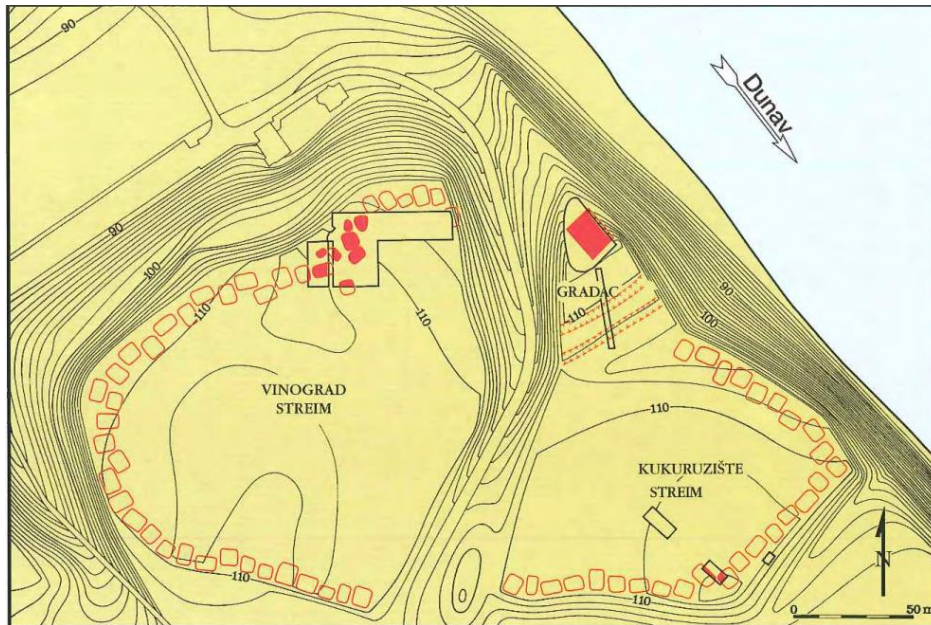 90
Dunav
90
100
GRADAC
110
90
100
110
110
VINOGRAD
STREIM
110
KUKURUZIŠTE
STREIM
110
110
N
0 50 m